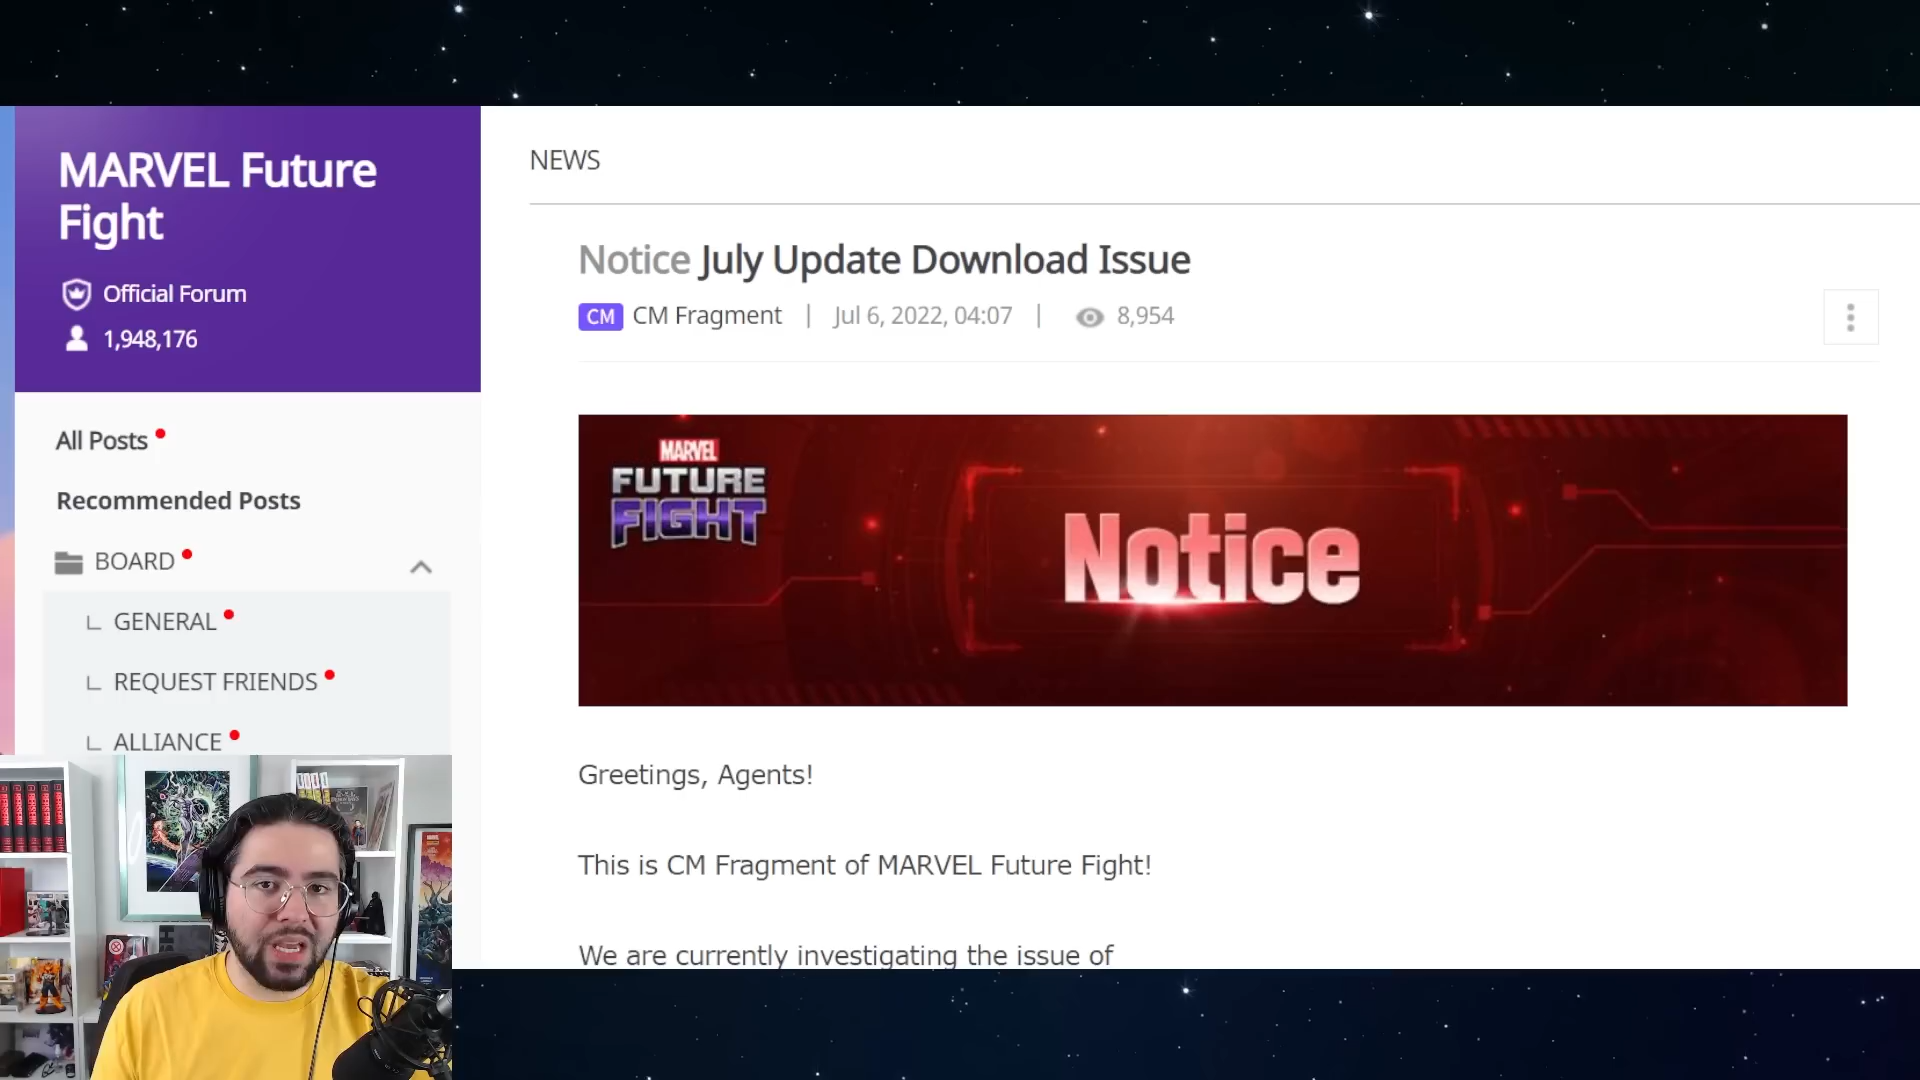 MARVEL Future
Fight
Official Forum
1,948,176
All Posts
Recommended Posts
BOARD
GENERAL
REQUEST FRIENDS
ALLIANCE
NEWS
Notice July Update Download Issue
CM CM Fragment | Jul 6, 2022, 04:07 | 8,954
MARVEL
FUTURE
FIGHT
Notice
Greetings, Agents!
This is CM Fragment of MARVEL Future Fight!
We are currently investigating the issue of